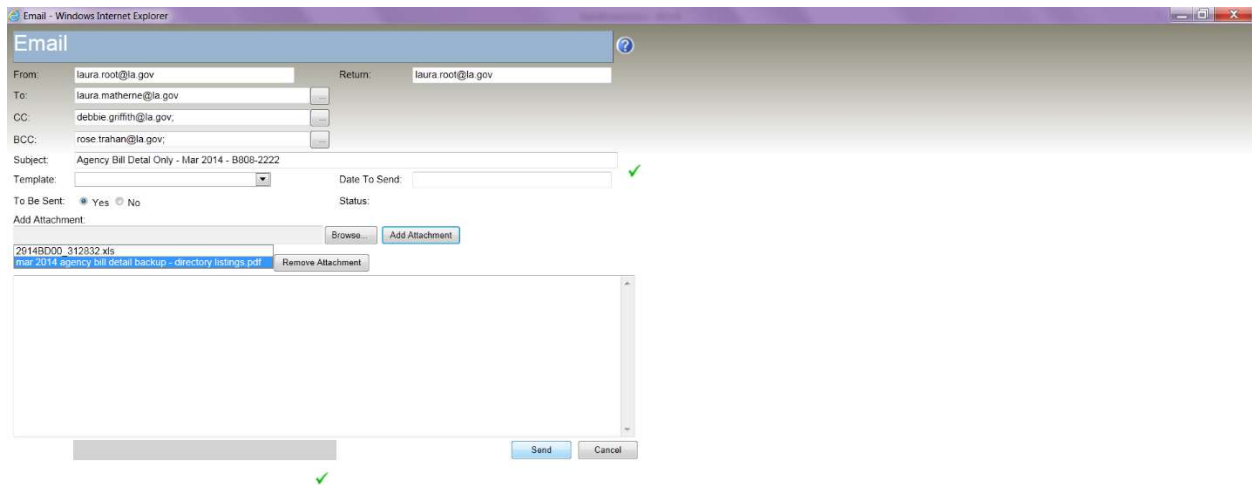 Email - Windows Internet Explorer
Email
From: laura.root@la.gov Return: laura.root@la.gov
To: laura.matherne@la.gov ...
CC: debbie.griffith@la.gov; ...
BCC: rose.trahan@la.gov; ...
Subject: Agency Bill Detal Only - Mar 2014 - B808-2222
Template: Date To Send:
To Be Sent: Yes No Status:
Add Attachment:
Browse... Add Attachment
2914BD00_312832.xls
mar 2014 agency bill detail backup - directory listings.pdf Remove Attachment
Send Cancel